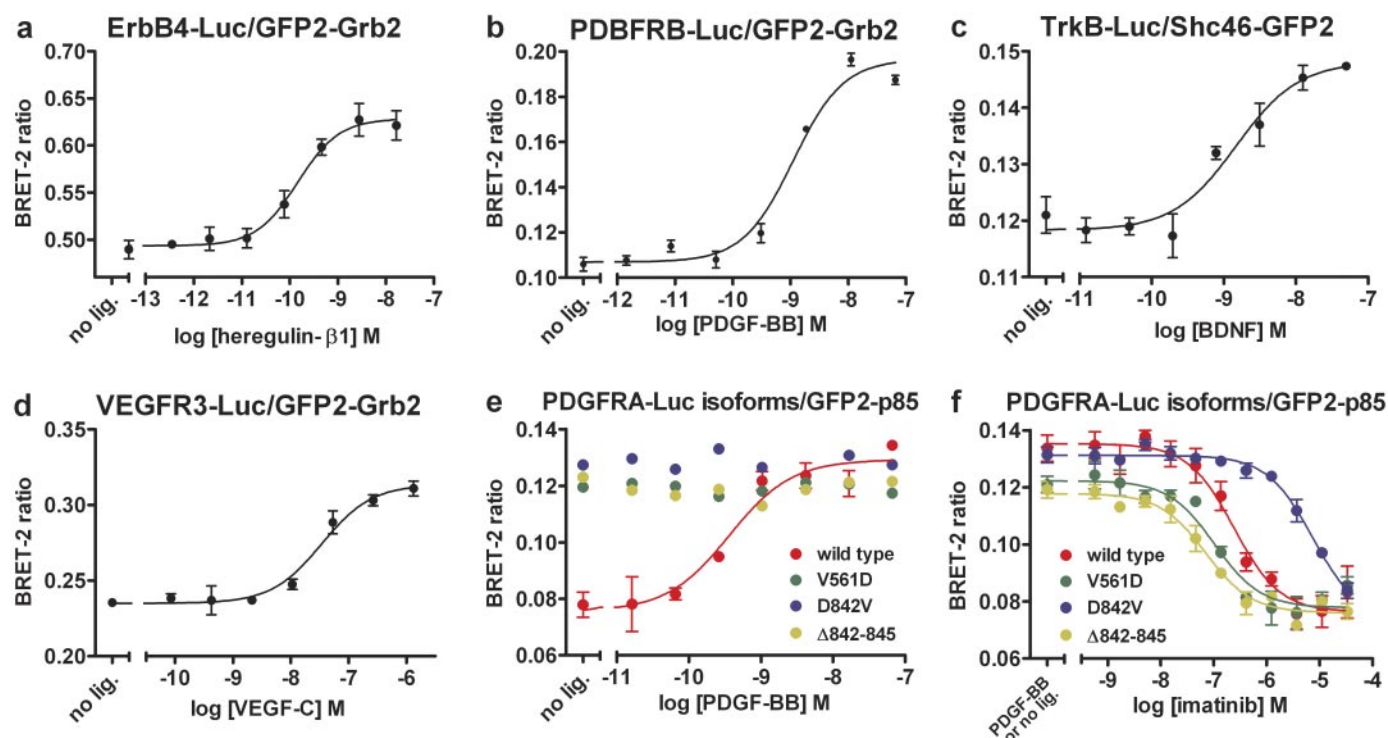 a ErbB4-Luc/GFP2-Grb2
BRET-2 ratio
0.70
0.65
0.60
0.55
0.50
no lig.
-13 -12 -11 -10 -9 -8 -7
log [heregulin-β1] M
b PDBFRB-Luc/GFP2-Grb2
BRET-2 ratio
0.20
0.18
0.16
0.14
0.12
0.10
no lig.
-12 -11 -10 -9 -8 -7
log [PDGF-BB] M
c TrkB-Luc/Shc46-GFP2
BRET-2 ratio
0.15
0.15
0.13
0.12
0.11
no lig.
-11 -10 -9 -8 -7
log [BDNF] M
d VEGFR3-Luc/GFP2-Grb2
BRET-2 ratio
0.35
0.30
0.25
0.20
no lig.
-10 -9 -8 -7 -6
log [VEGF-C] M
e PDGFRA-Luc isoforms/GFP2-p85
BRET-2 ratio
0.14
0.12
0.10
0.08
0.06
wild type
V561D
D842V
Δ842-845
no lig.
-11 -10 -9 -8 -7
log [PDGF-BB] M
f PDGFRA-Luc isoforms/GFP2-p85
BRET-2 ratio
0.14
0.12
0.10
0.08
0.06
wild type
V561D
D842V
Δ842-845
PDGF-BB
or no lig.
-9 -8 -7 -6 -5 -4
log [imatinib] M